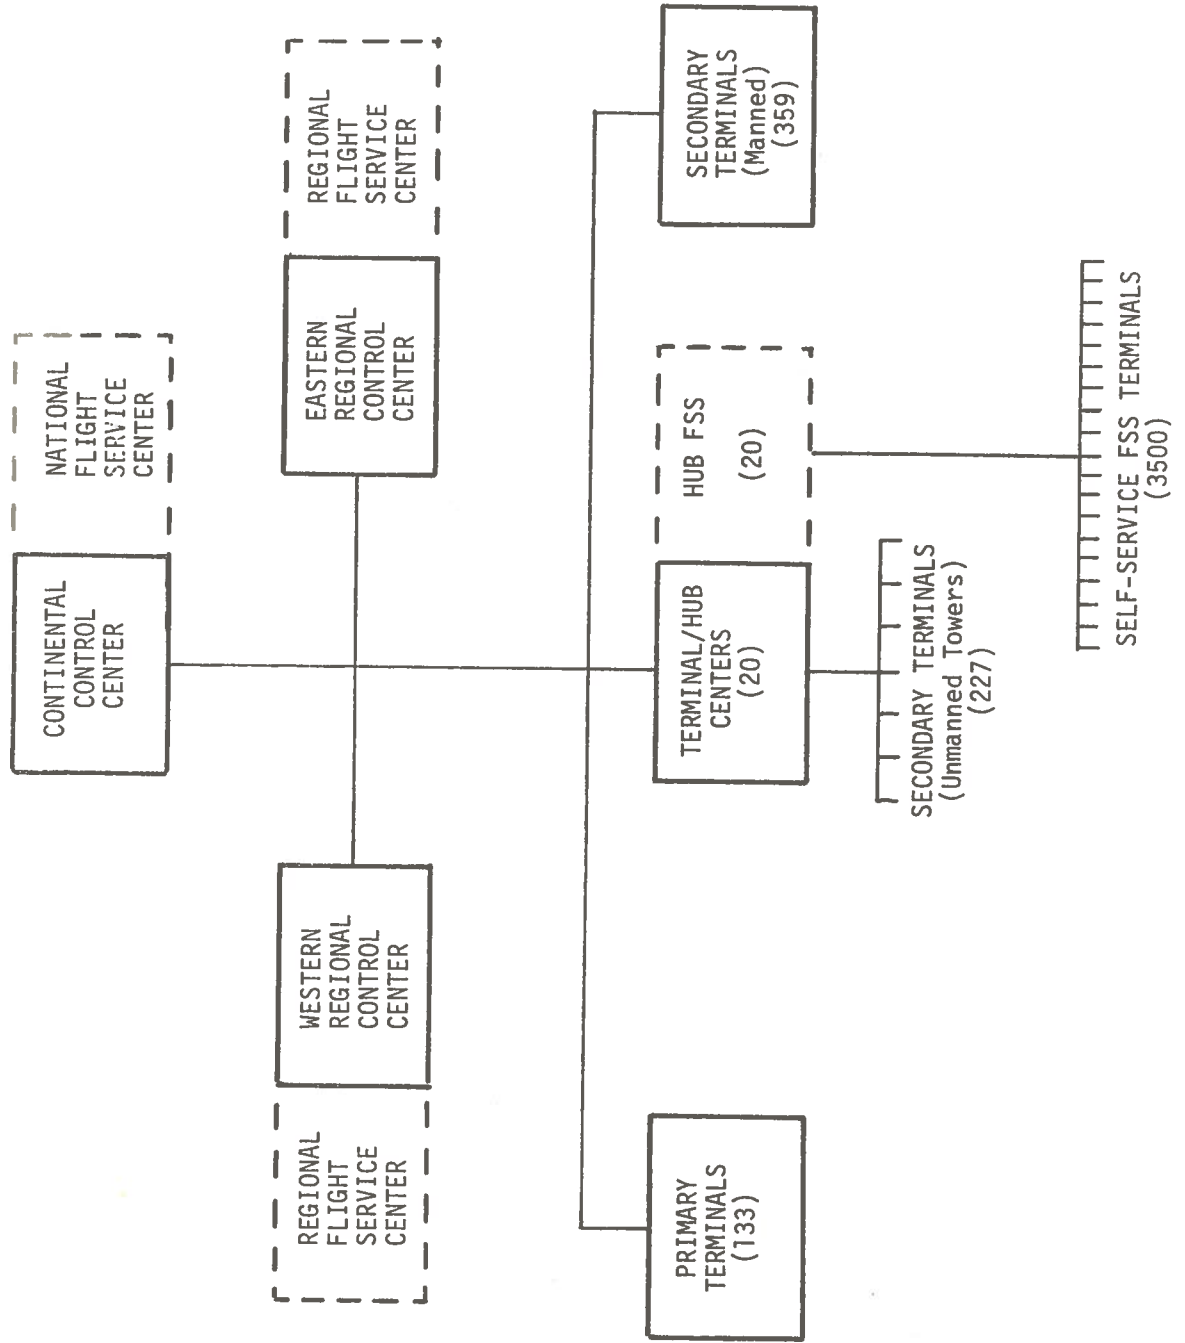 CONTINENTAL
CONTROL
CENTER
NATIONAL
FLIGHT
SERVICE
CENTER
REGIONAL
FLIGHT
SERVICE
CENTER
WESTERN
REGIONAL
CONTROL
CENTER
EASTERN
REGIONAL
CONTROL
CENTER
REGIONAL
FLIGHT
SERVICE
CENTER
PRIMARY
TERMINALS
(133)
TERMINAL/HUB
CENTERS
(20)
HUB FSS
(20)
SECONDARY
TERMINALS
(Manned)
(359)
SECONDARY TERMINALS
(Unmanned Towers)
(227)
SELF-SERVICE FSS TERMINALS
(3500)